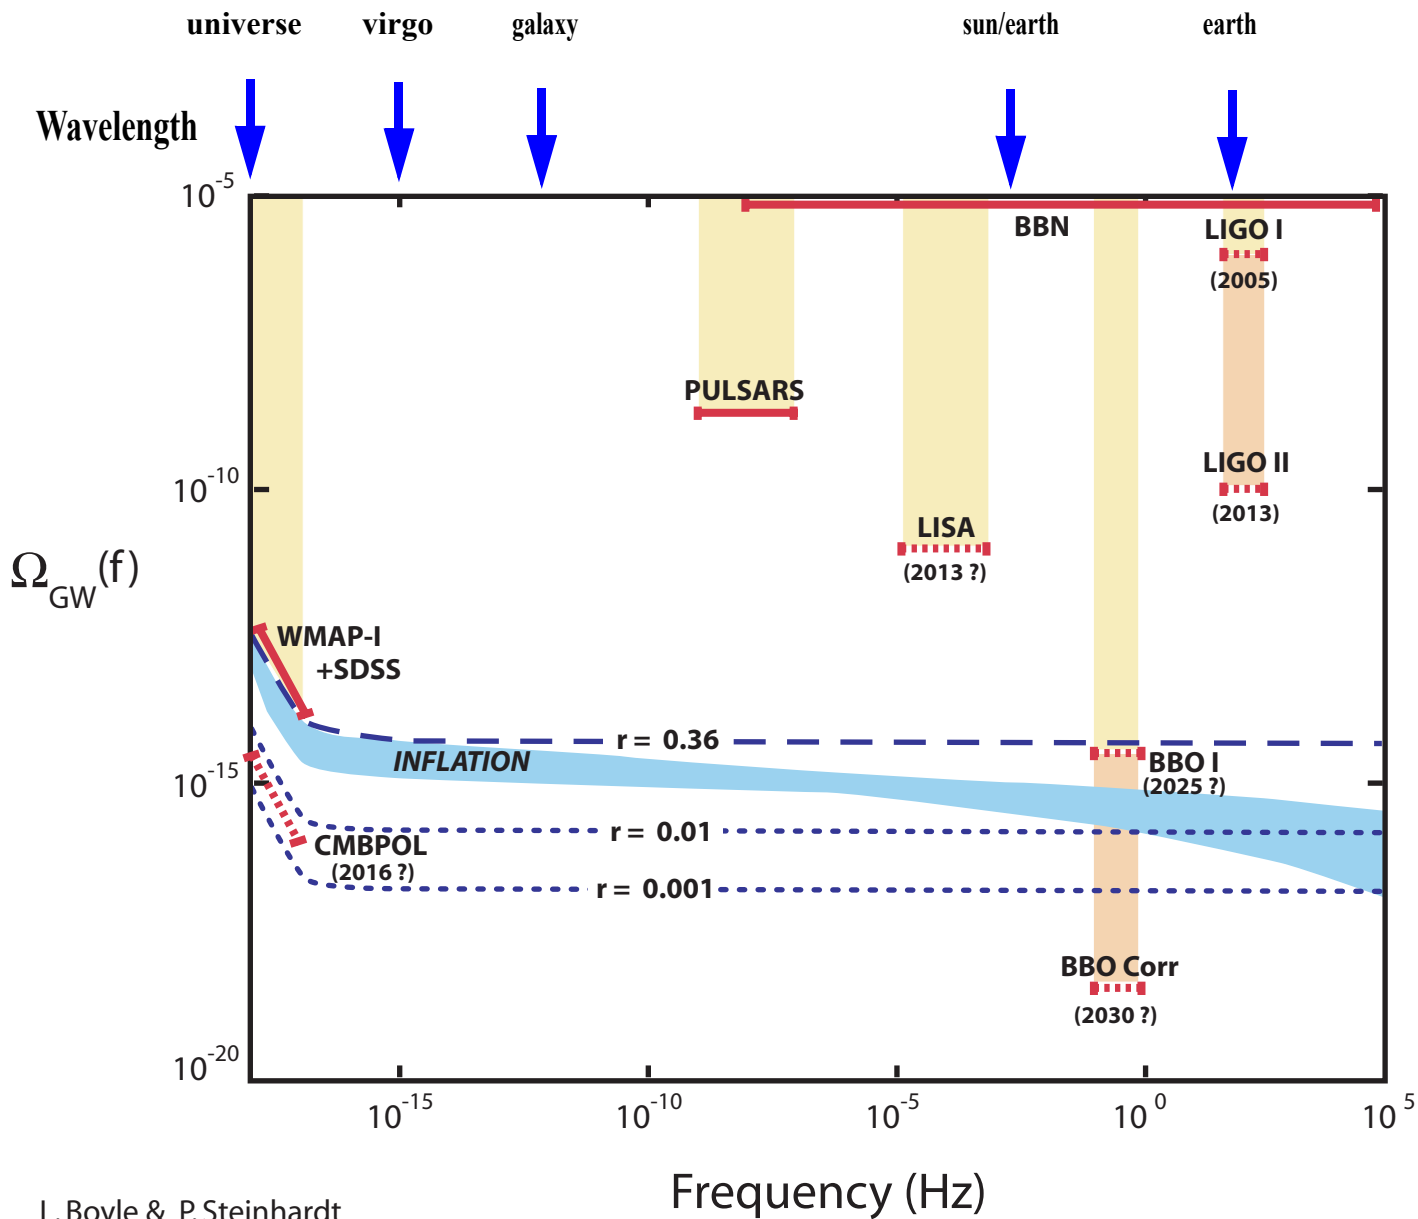 universe virgo galaxy sun/earth earth
Wavelength
10^-5
BBN
LIGO I
(2005)
PULSARS
LIGO II
10^-10
(2013)
LISA
(2013 ?)
Ω_GW(f)
WMAP-I
+SDSS
r = 0.36
INFLATION
BBO I
(2025 ?)
10^-15
r = 0.01
CMBPOL
(2016 ?)
r = 0.001
BBO Corr
(2030 ?)
10^-20
10^-15 10^-10 10^-5 10^0 10^5
Frequency (Hz)
L. Boyle & P. Steinhardt